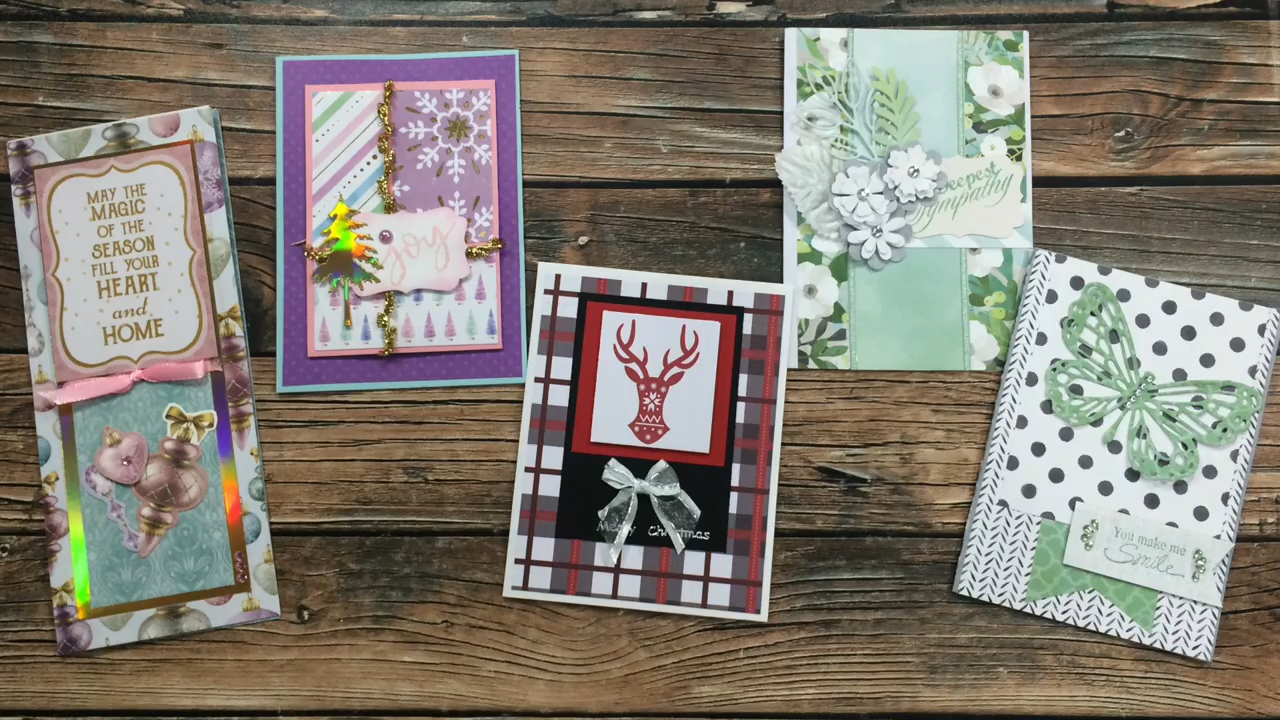 MAY THE
MAGIC
OF THE
SEASON
FILL YOUR
HEART
and
HOME
joy
Merry Christmas
Deepest
Sympathy
You make me
Smile